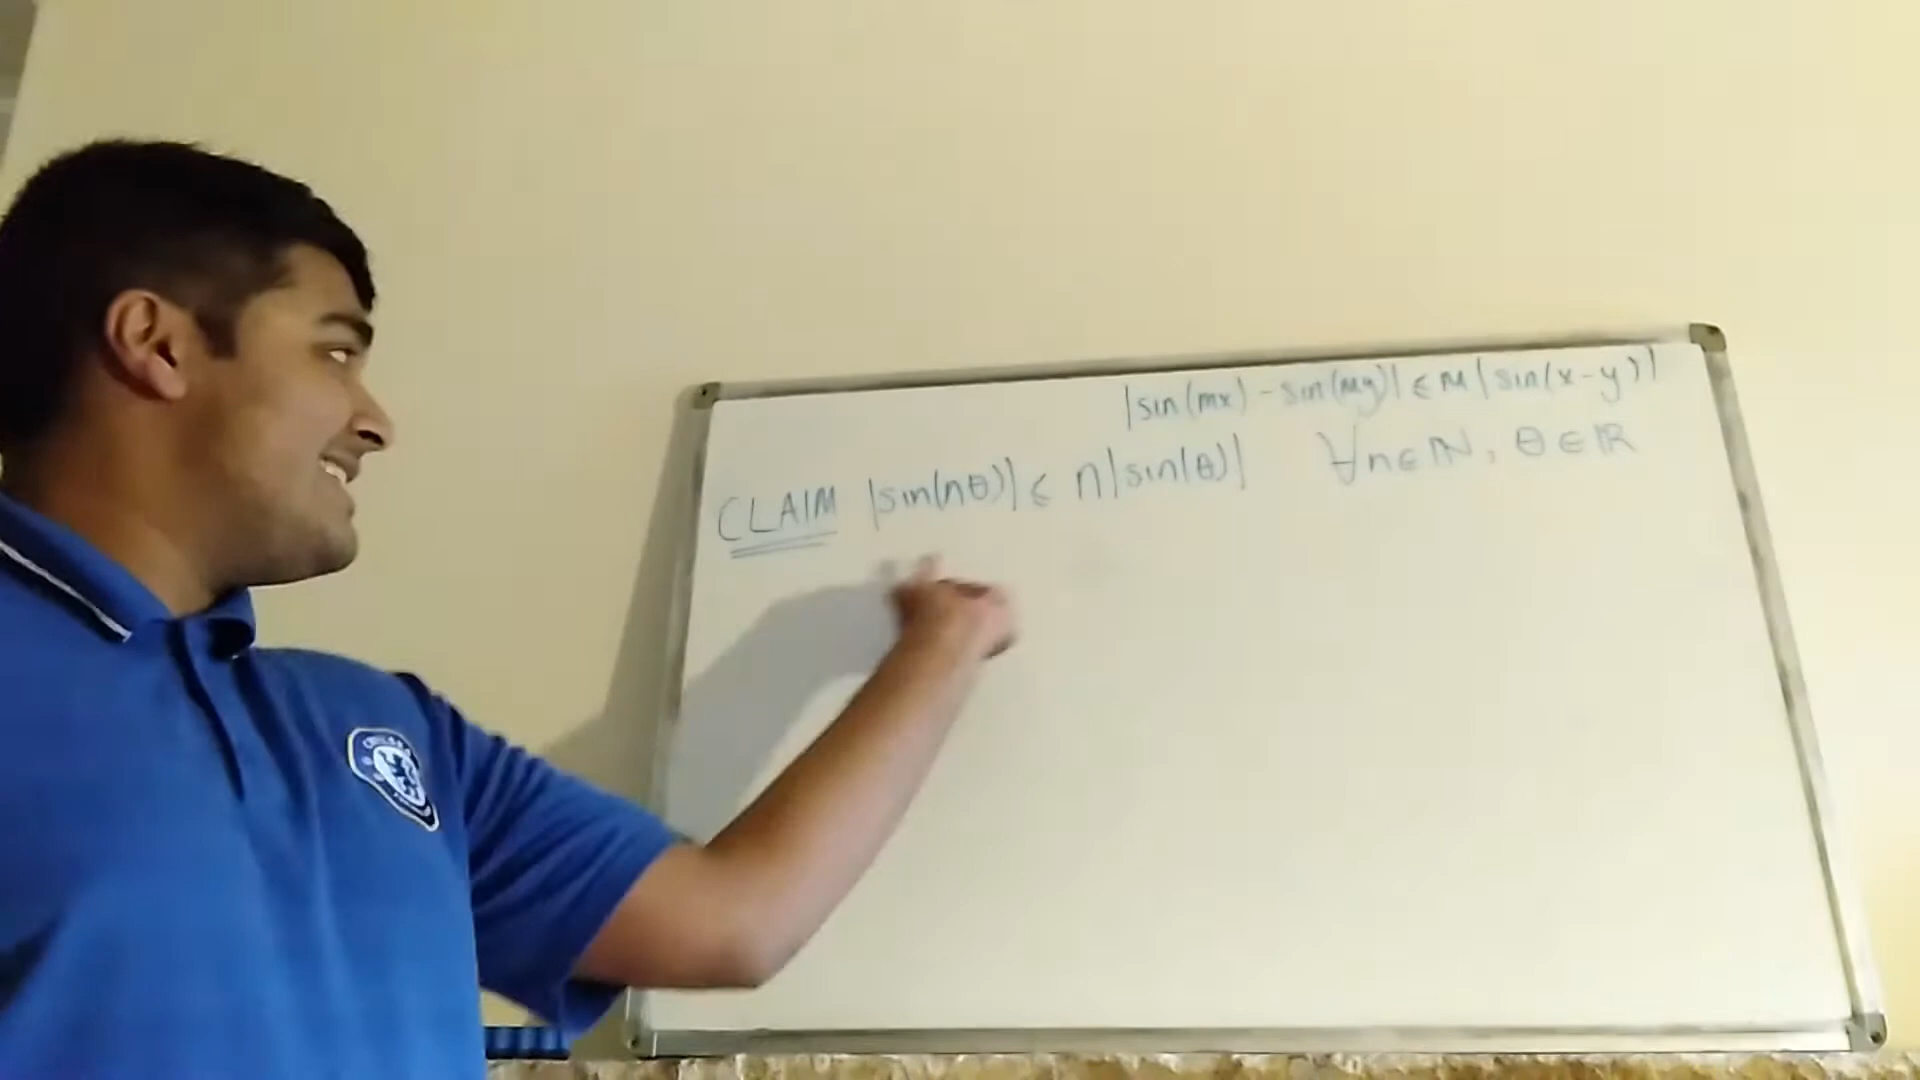 |sin(mx) - sin(my)| ⩽ M |sin(x-y)|
CLAIM |sin(nθ)| ⩽ n|sin(θ)| ∀n∈ℕ, θ∈ℝ